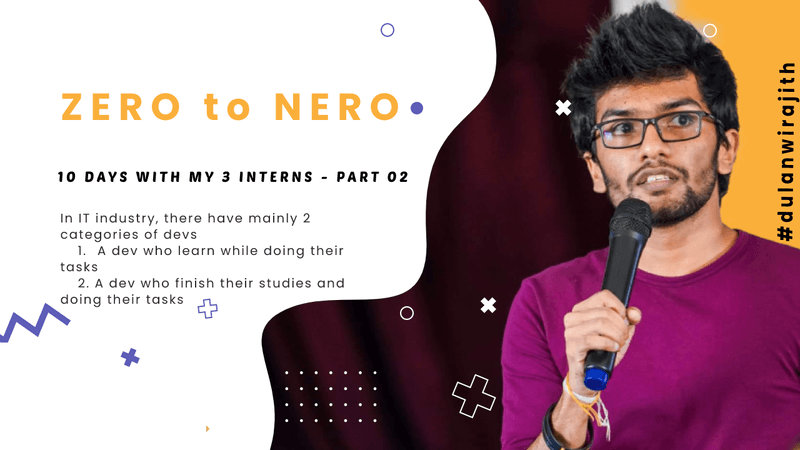 ZERO to NERO
10 DAYS WITH MY 3 INTERNS - PART 02
In IT industry, there have mainly 2
categories of devs
1. A dev who learn while doing their
tasks
2. A dev who finish their studies and
doing their tasks
#dulanwirajith